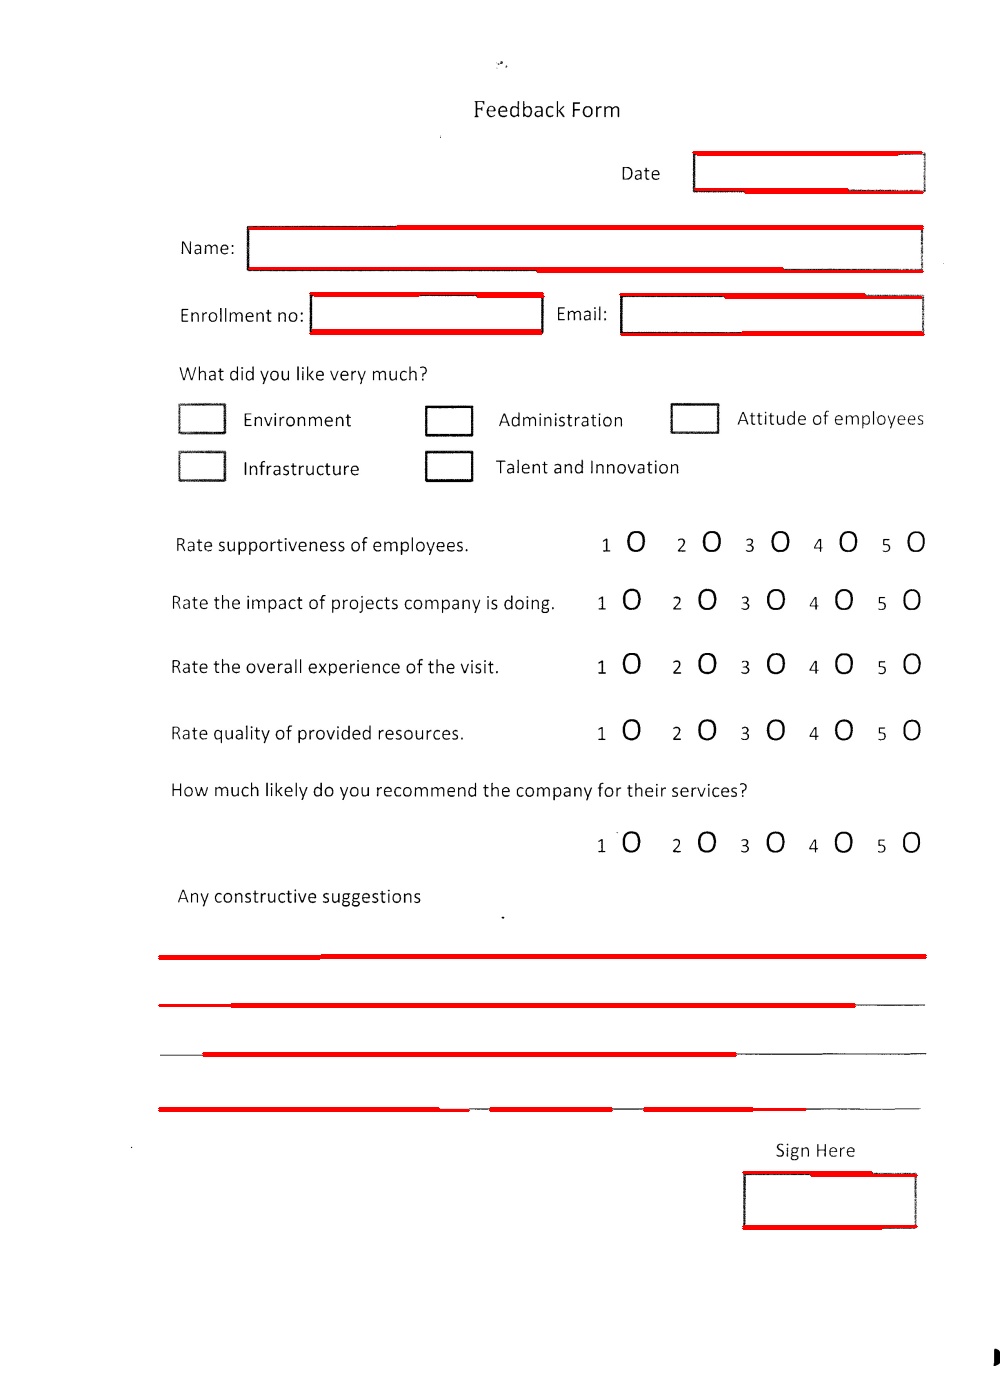 Feedback Form
Date
Name:
Enrollment no: Email:
What did you like very much?
Environment Administration Attitude of employees
Infrastructure Talent and Innovation
Rate supportiveness of employees. 1 O 2 O 3 O 4 O 5 O
Rate the impact of projects company is doing. 1 O 2 O 3 O 4 O 5 O
Rate the overall experience of the visit. 1 O 2 O 3 O 4 O 5 O
Rate quality of provided resources. 1 O 2 O 3 O 4 O 5 O
How much likely do you recommend the company for their services?
1 O 2 O 3 O 4 O 5 O
Any constructive suggestions
Sign Here